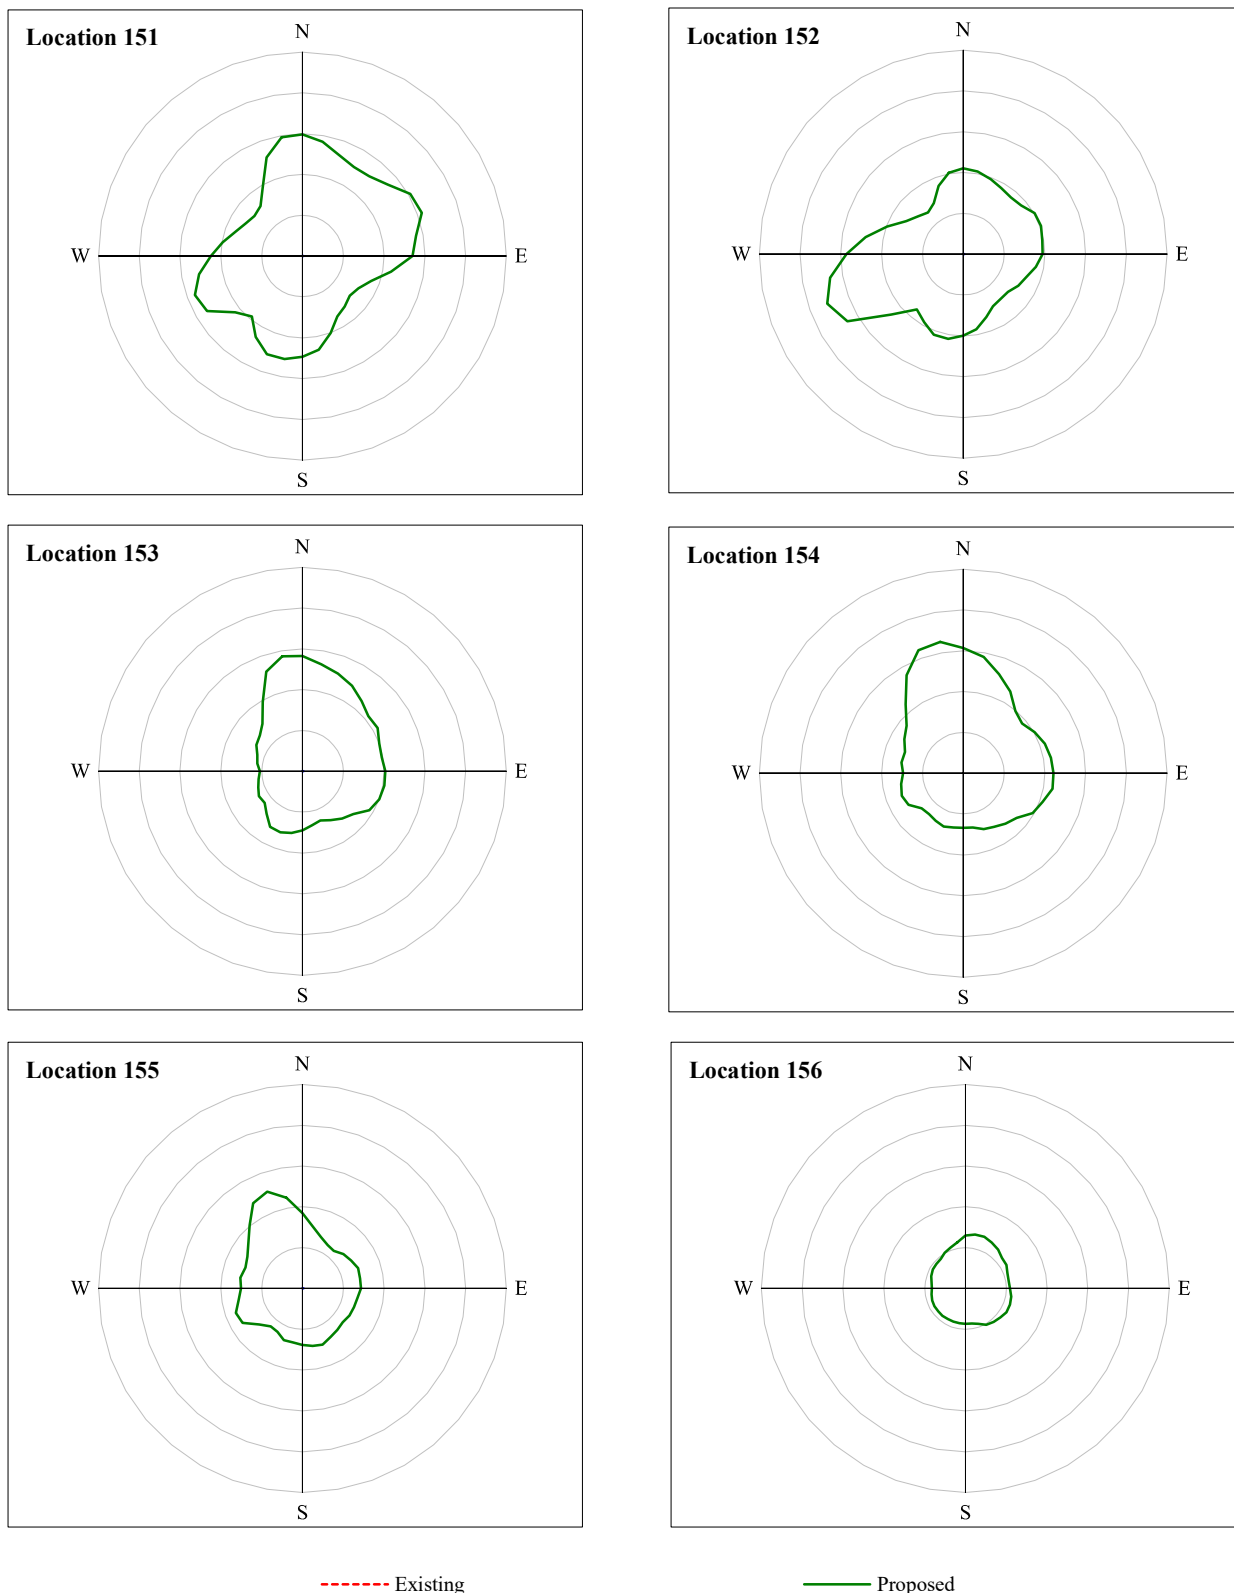 Location 151
N
W
E
S
Location 152
N
W
E
S
Location 153
N
W
E
S
Location 154
N
W
E
S
Location 155
N
W
E
S
Location 156
N
W
E
S
Existing
Proposed